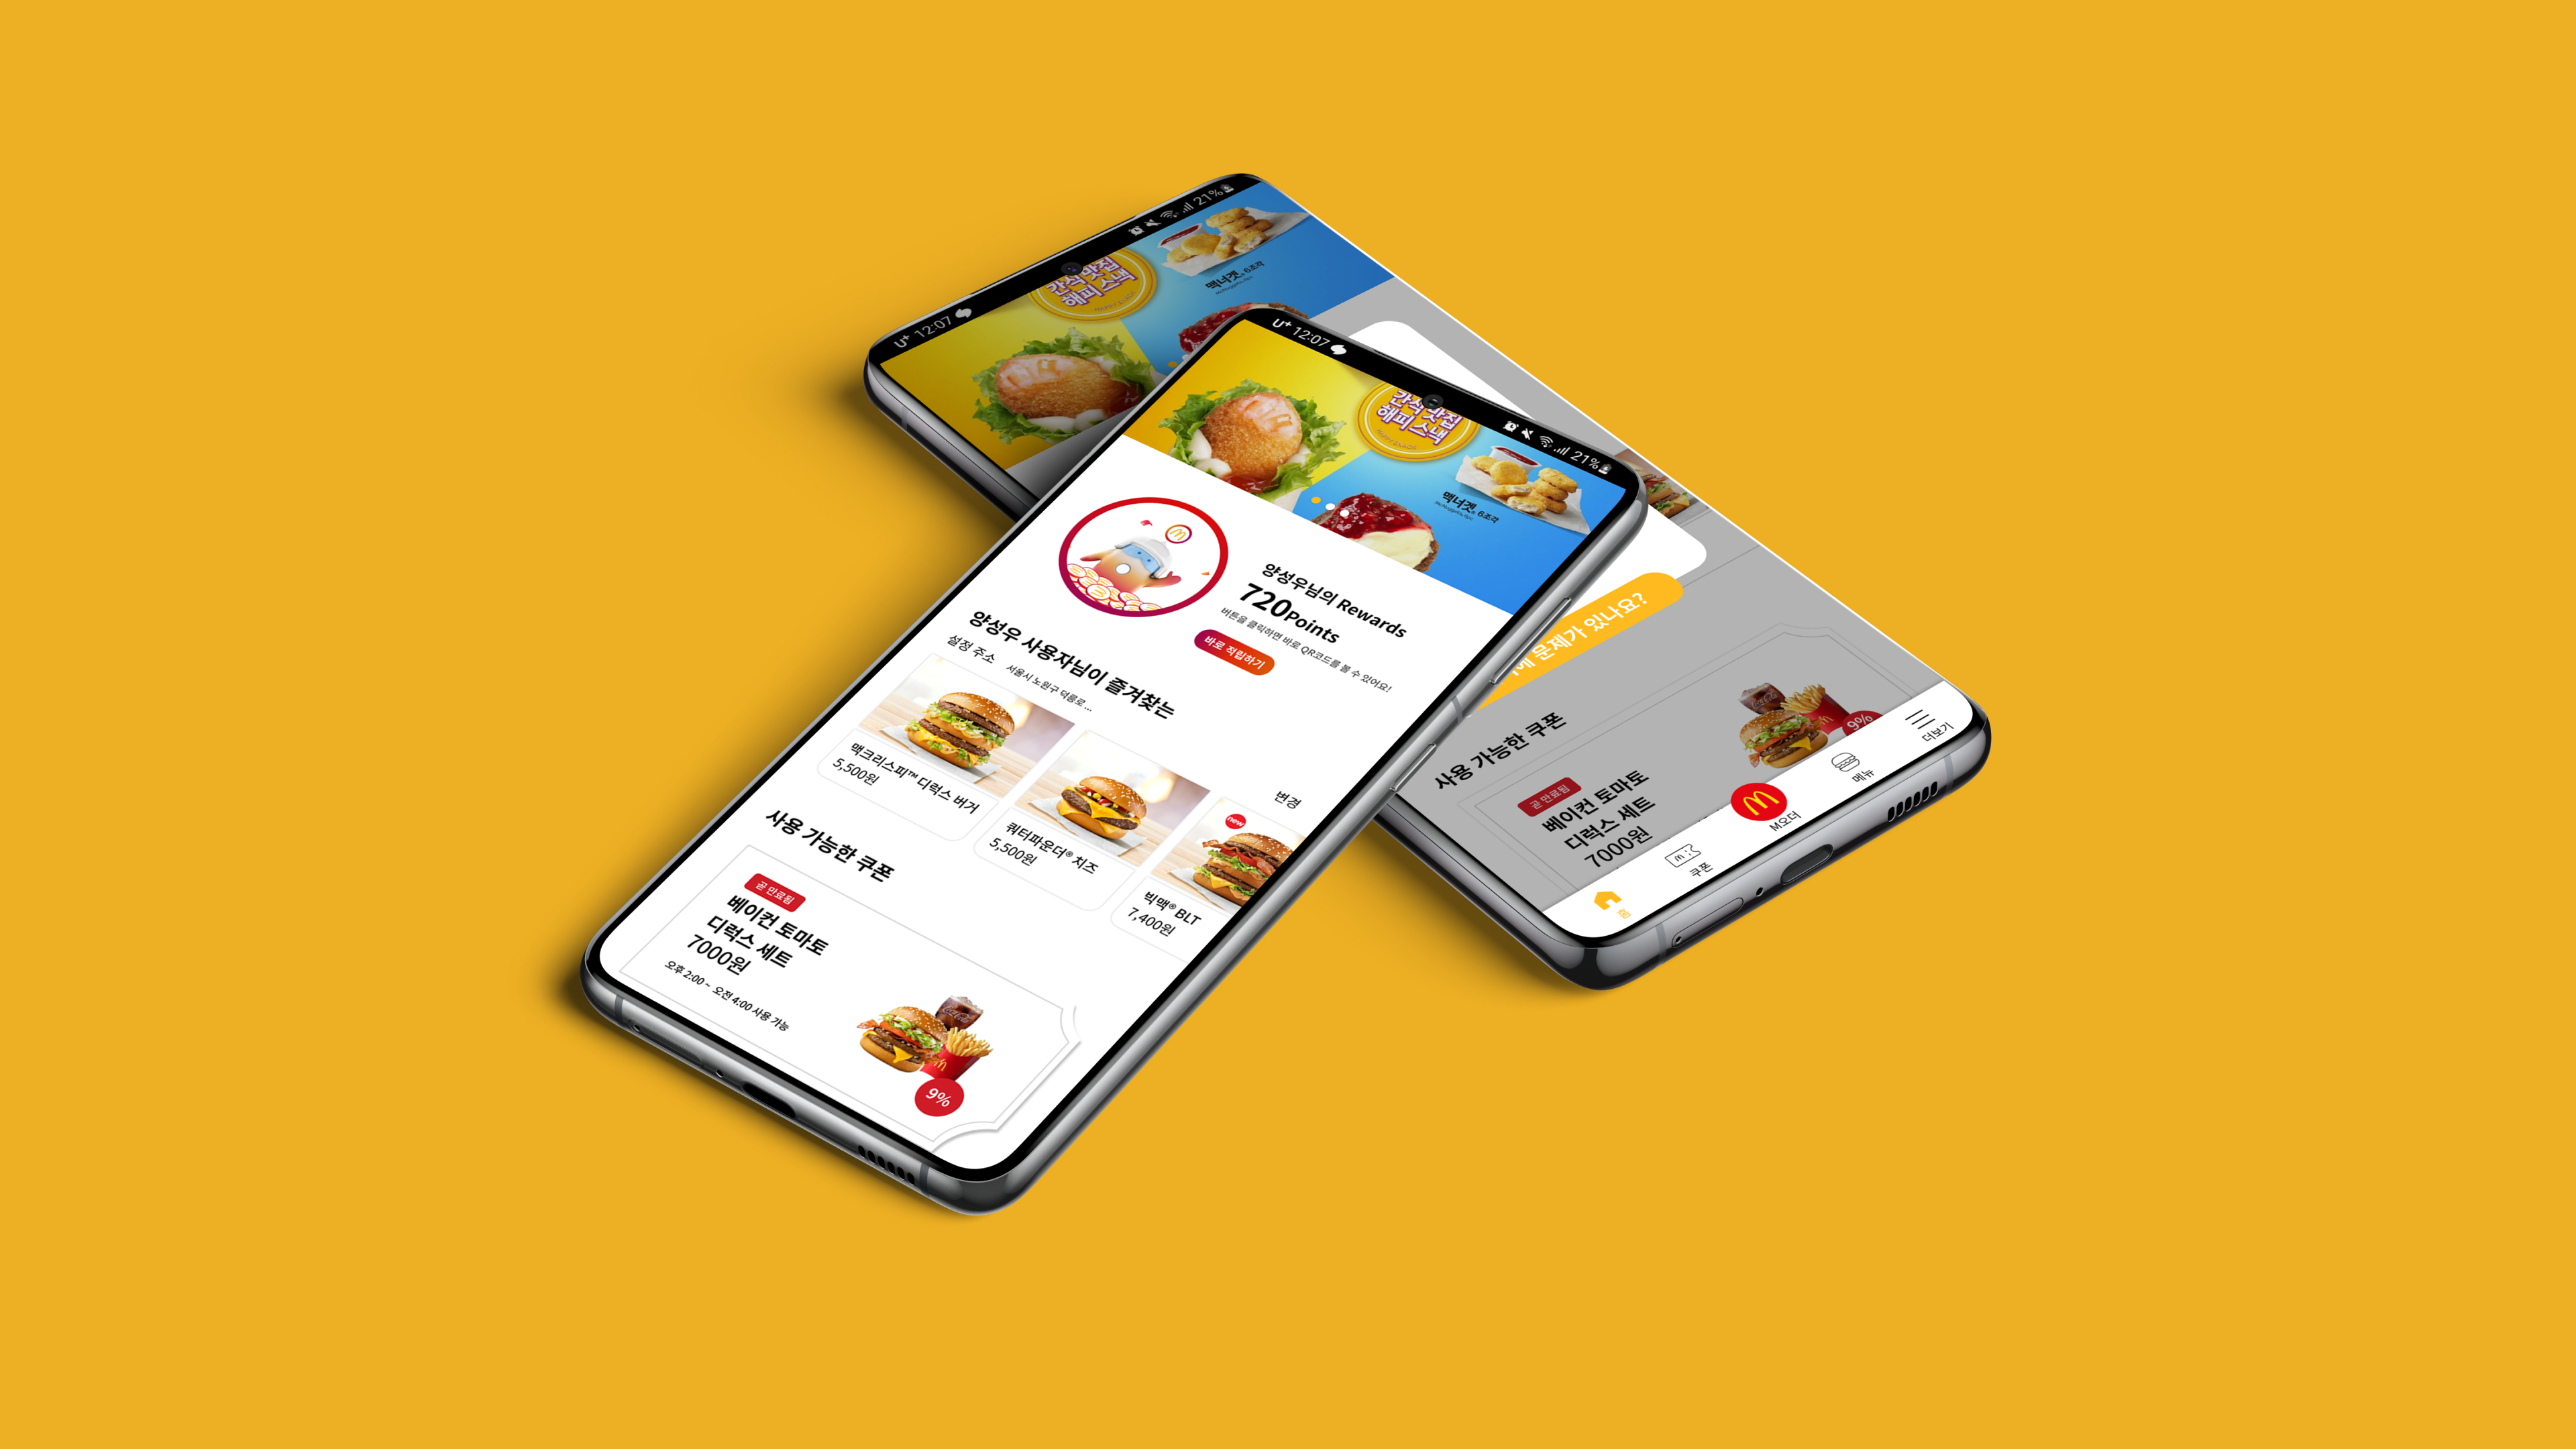 U⁺ 12:07
21%
간식 맛집
해피 스낵
맥너겟® 6조각
양성우님의 Rewards
720Points
버튼을 클릭하면 바로 QR코드를 볼 수 있어요!
바로 적립하기
양성우 사용자님이 즐겨찾는
설정 주소
서울시 노원구 덕릉로...
변경
맥크리스피™ 디럭스 버거
5,500원
쿼터파운더® 치즈
5,500원
new
빅맥® BLT
7,400원
사용 가능한 쿠폰
곧 만료됨
베이컨 토마토
디럭스 세트
7000원
오후 2:00 ~ 오전 4:00 사용 가능
9%
U⁺ 12:07
21%
간식 맛집
해피 스낵
맥너겟® 6조각
문제가 있나요?
사용 가능한 쿠폰
곧 만료됨
베이컨 토마토
디럭스 세트
7000원
9%
홈
쿠폰
M오더
메뉴
더보기